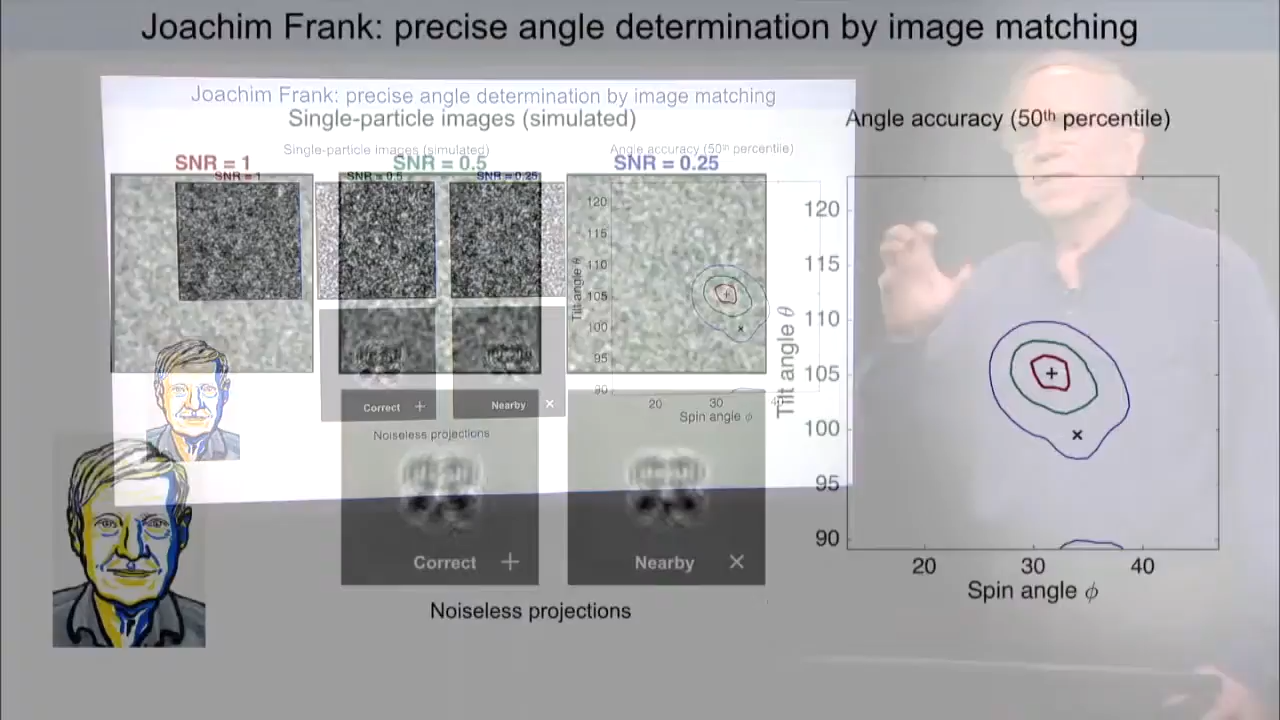 Joachim Frank: precise angle determination by image matching
Joachim Frank: precise angle determination by image matching
Single-particle images (simulated)
Angle accuracy (50th percentile)
Single-particle images (simulated)
Angle accuracy (50th percentile)
SNR = 1
SNR = 0.5
SNR = 0.25
SNR = 1
SNR = 0.5
SNR = 0.25
120
115
110
105
100
95
90
Tilt angle θ
20
30
Spin angle ϕ
Correct +
Nearby ×
Noiseless projections
120
115
110
105
100
95
90
Tilt angle θ
20
30
40
Spin angle ϕ
Correct +
Nearby ×
Noiseless projections